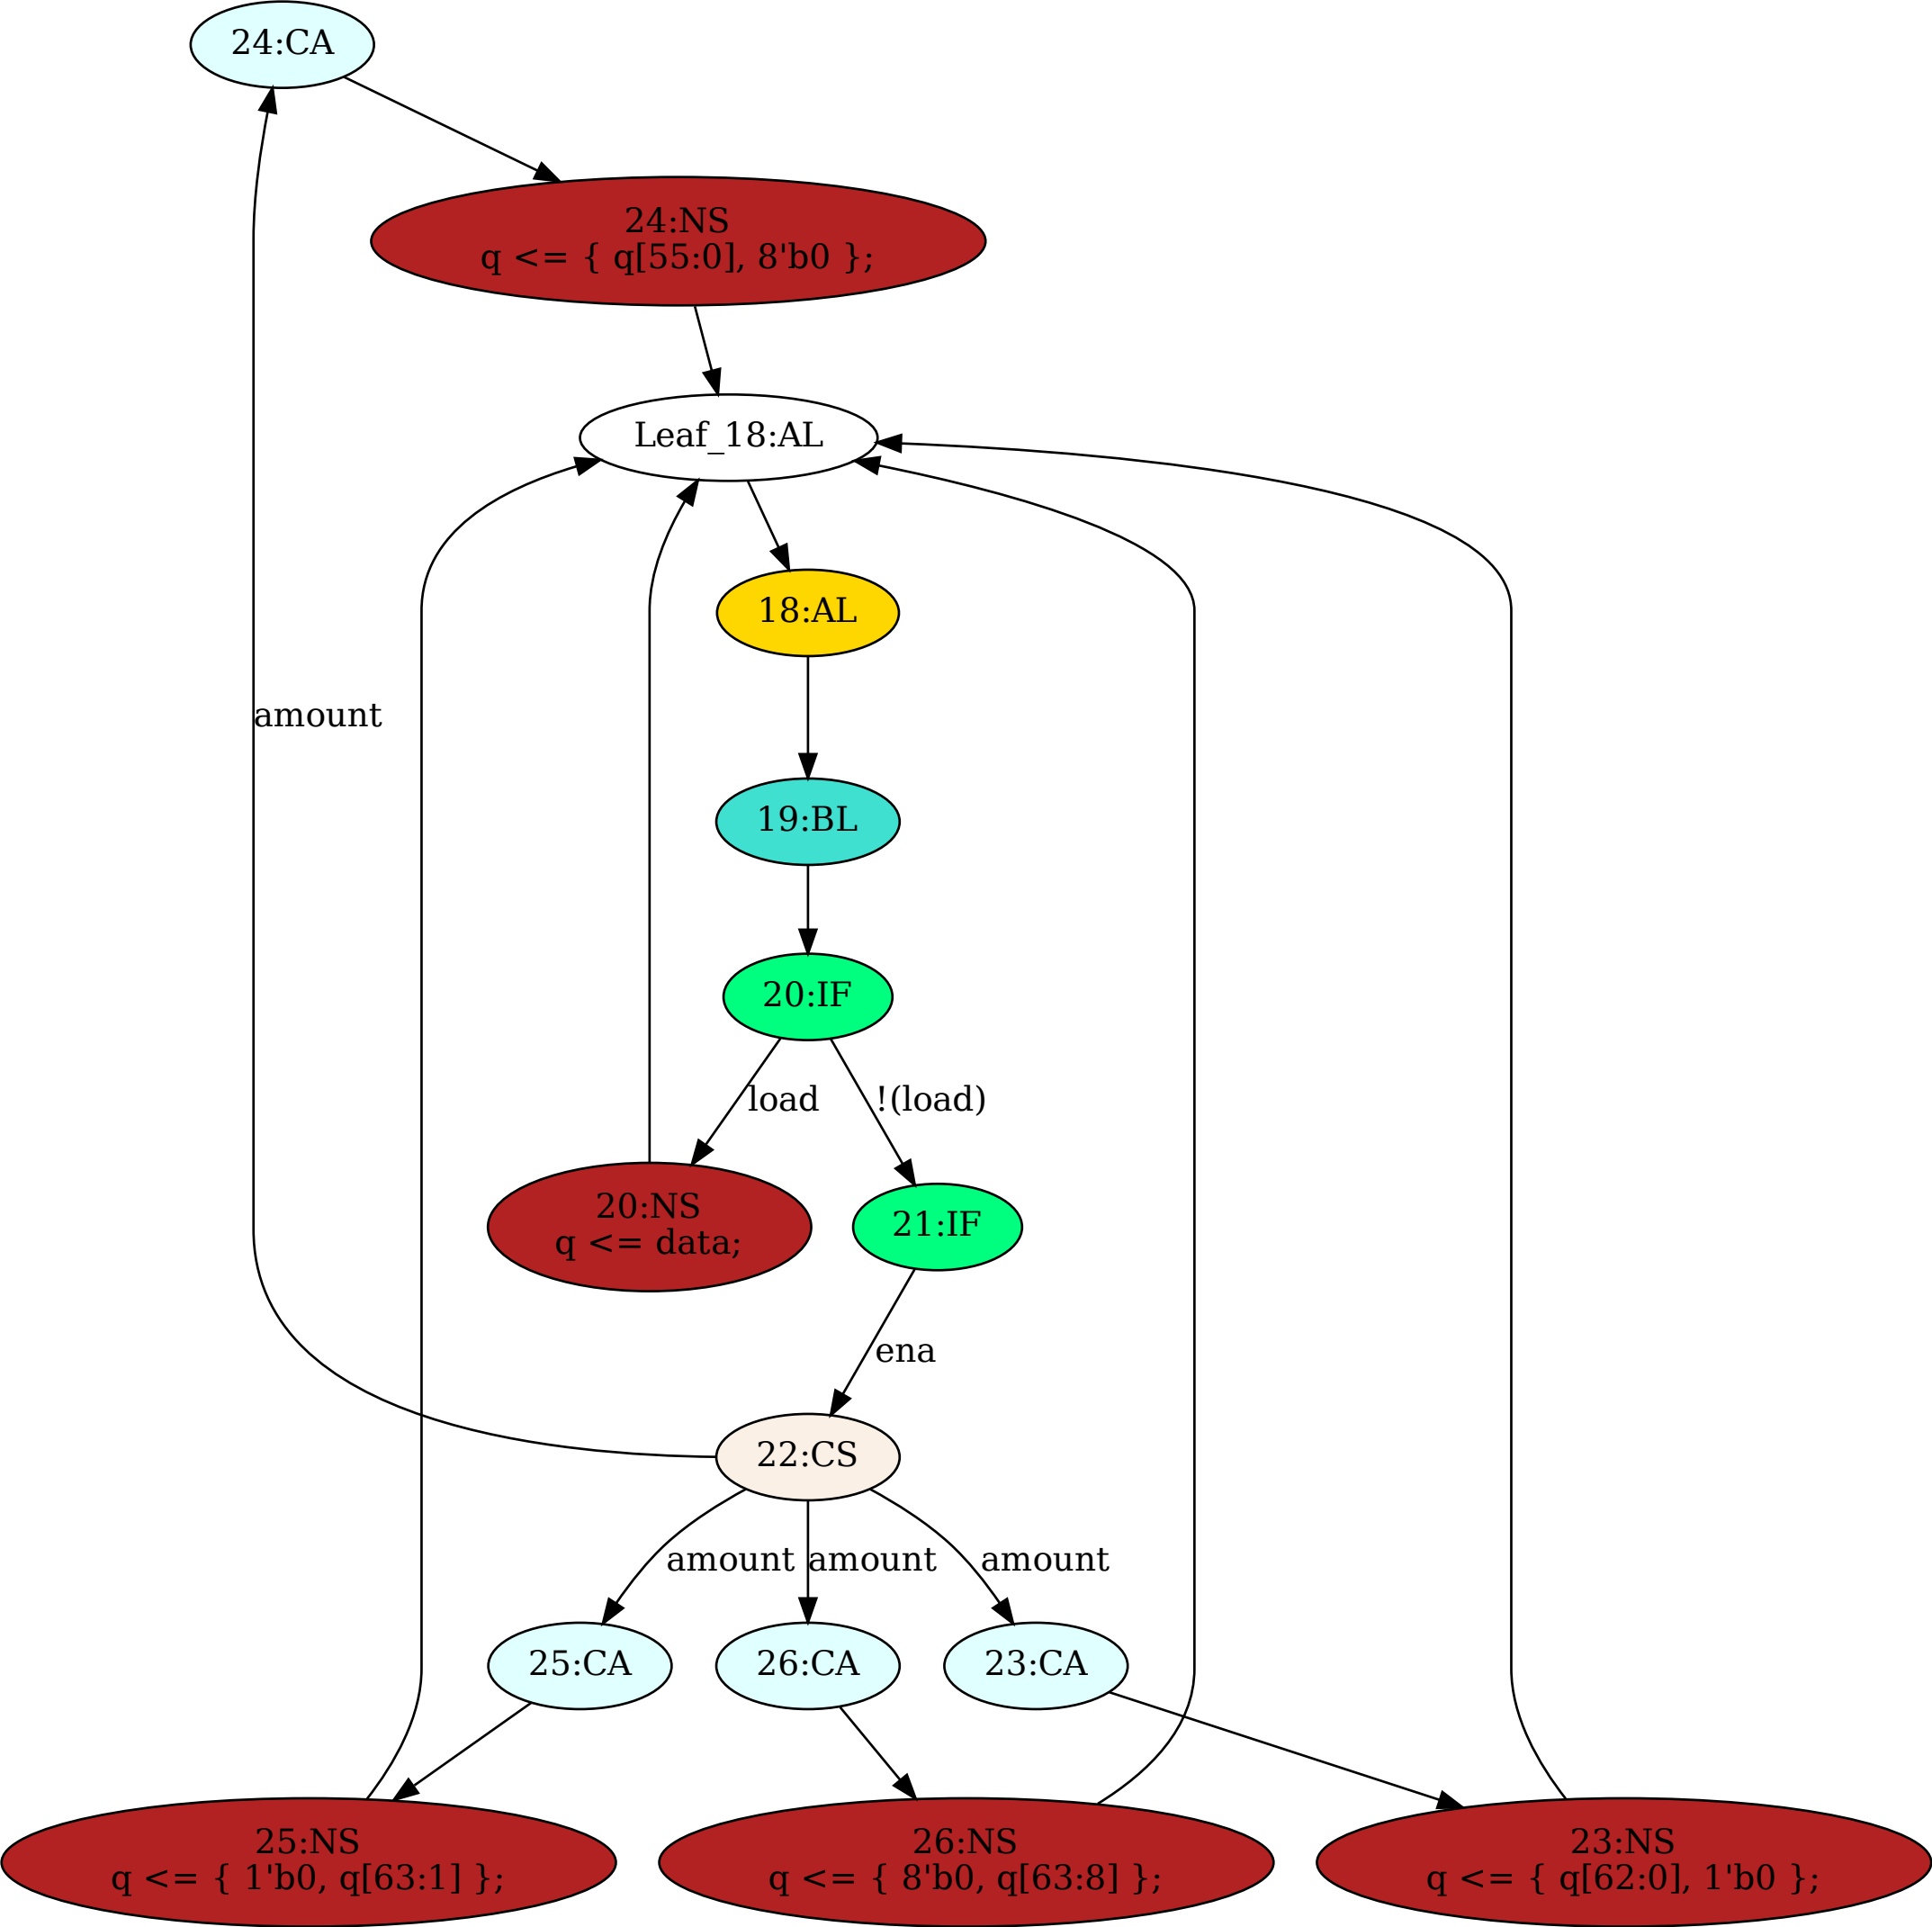 24:CA
24:NS
q <= { q[55:0], 8'b0 };
Leaf_18:AL
18:AL
amount
19:BL
20:IF
load
!(load)
20:NS
q <= data;
21:IF
ena
22:CS
amount
amount
amount
25:CA
26:CA
23:CA
25:NS
q <= { 1'b0, q[63:1] };
26:NS
q <= { 8'b0, q[63:8] };
23:NS
q <= { q[62:0], 1'b0 };